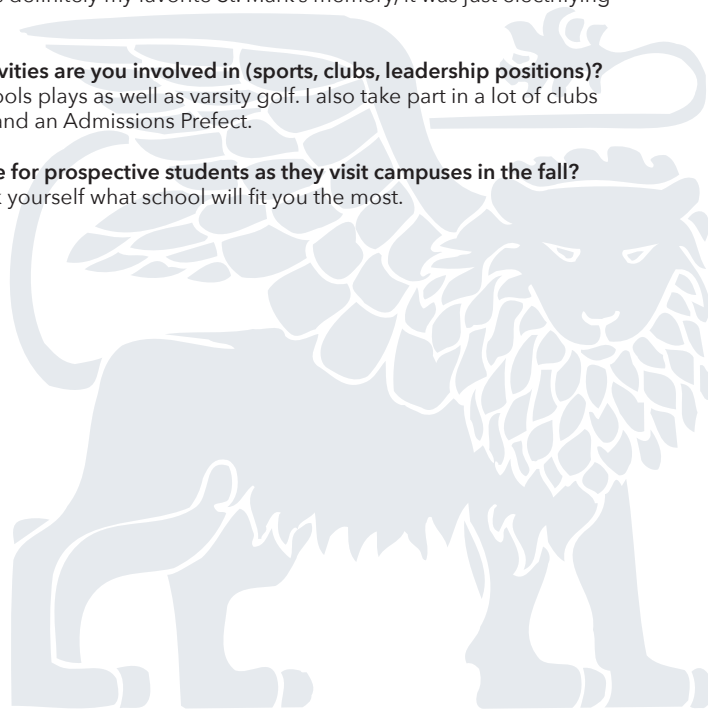 definitely my favorite St. Mark's memory, it was just electrifying
vities are you involved in (sports, clubs, leadership positions)?
ools plays as well as varsity golf. I also take part in a lot of clubs
and an Admissions Prefect.
e for prospective students as they visit campuses in the fall?
yourself what school will fit you the most.